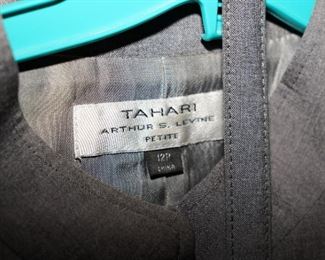 TAHARI
ARTHUR S. LEVINE
PETITE
12P